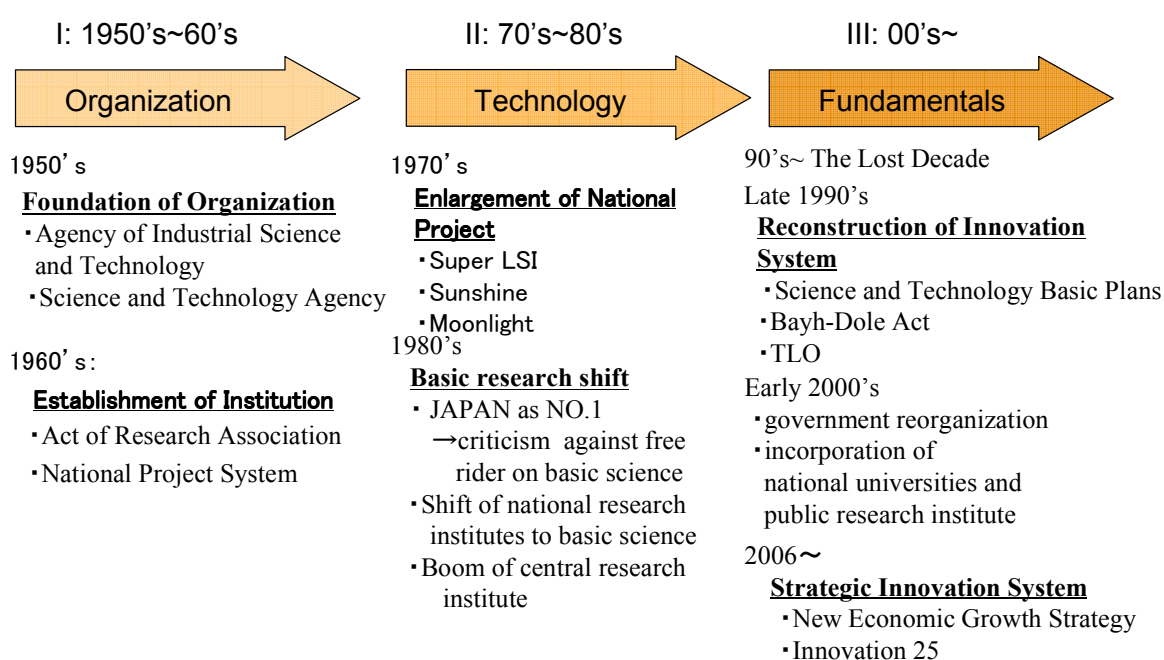 I: 1950's~60's
Organization
1950's
Foundation of Organization
・Agency of Industrial Science
and Technology
・Science and Technology Agency
1960's:
Establishment of Institution
・Act of Research Association
・National Project System
II: 70's~80's
Technology
1970's
Enlargement of National
Project
・Super LSI
・Sunshine
・Moonlight
1980's
Basic research shift
・ JAPAN as NO.1
→criticism against free
rider on basic science
・Shift of national research
institutes to basic science
・Boom of central research
institute
III: 00's~
Fundamentals
90's~ The Lost Decade
Late 1990's
Reconstruction of Innovation
System
・Science and Technology Basic Plans
・Bayh-Dole Act
・TLO
Early 2000's
・government reorganization
・incorporation of
national universities and
public research institute
2006～
Strategic Innovation System
・New Economic Growth Strategy
・Innovation 25